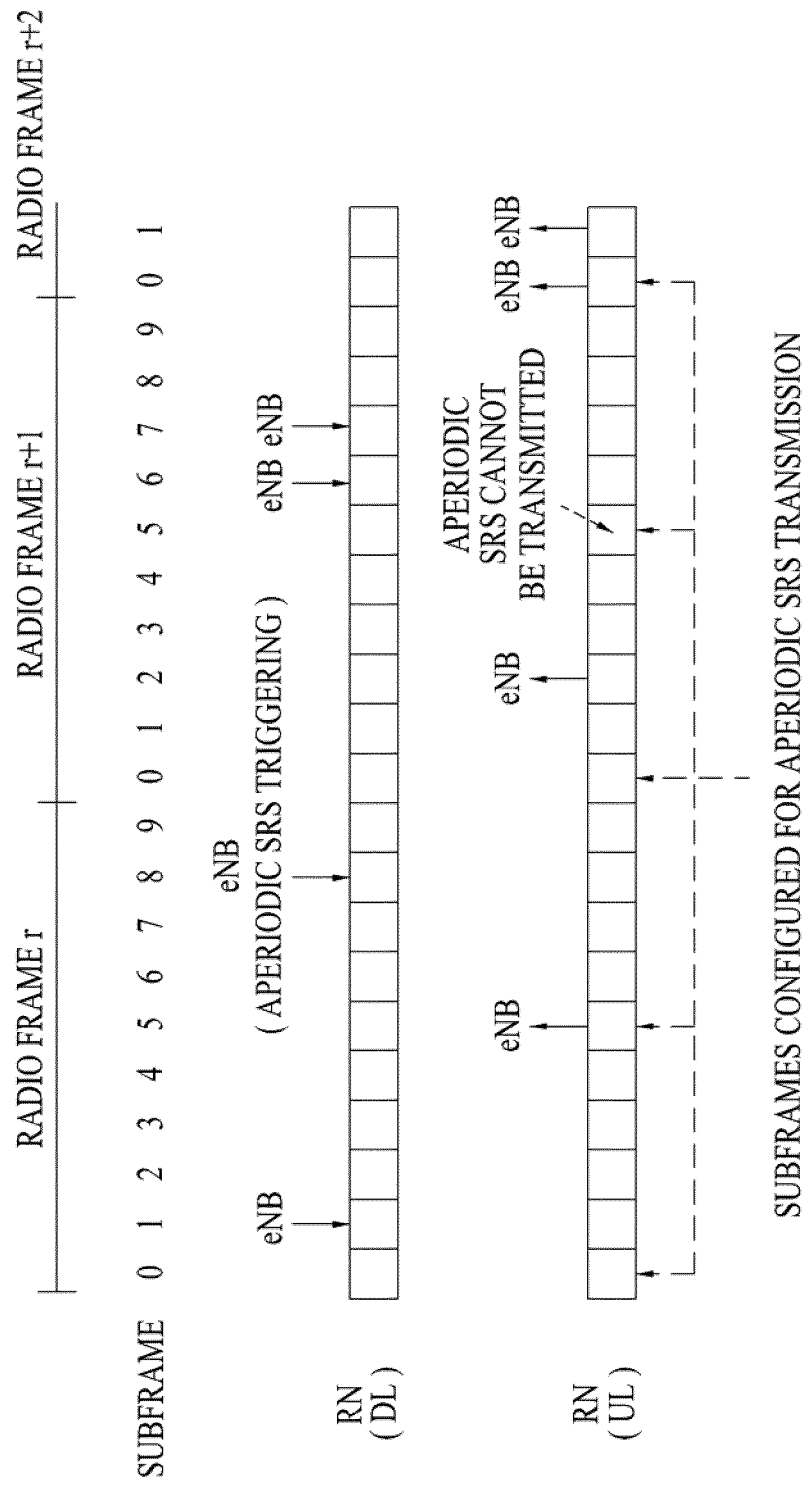 RADIO FRAME r
RADIO FRAME r+1
RADIO FRAME r+2
SUBFRAME 0 1 2 3 4 5 6 7 8 9 0 1 2 3 4 5 6 7 8 9 0 1
eNB
eNB
( APERIODIC SRS TRIGGERING )
eNB eNB
RN
( DL )
eNB
eNB
APERIODIC
SRS CANNOT
BE TRANSMITTED
eNB eNB
RN
( UL )
SUBFRAMES CONFIGURED FOR APERIODIC SRS TRANSMISSION